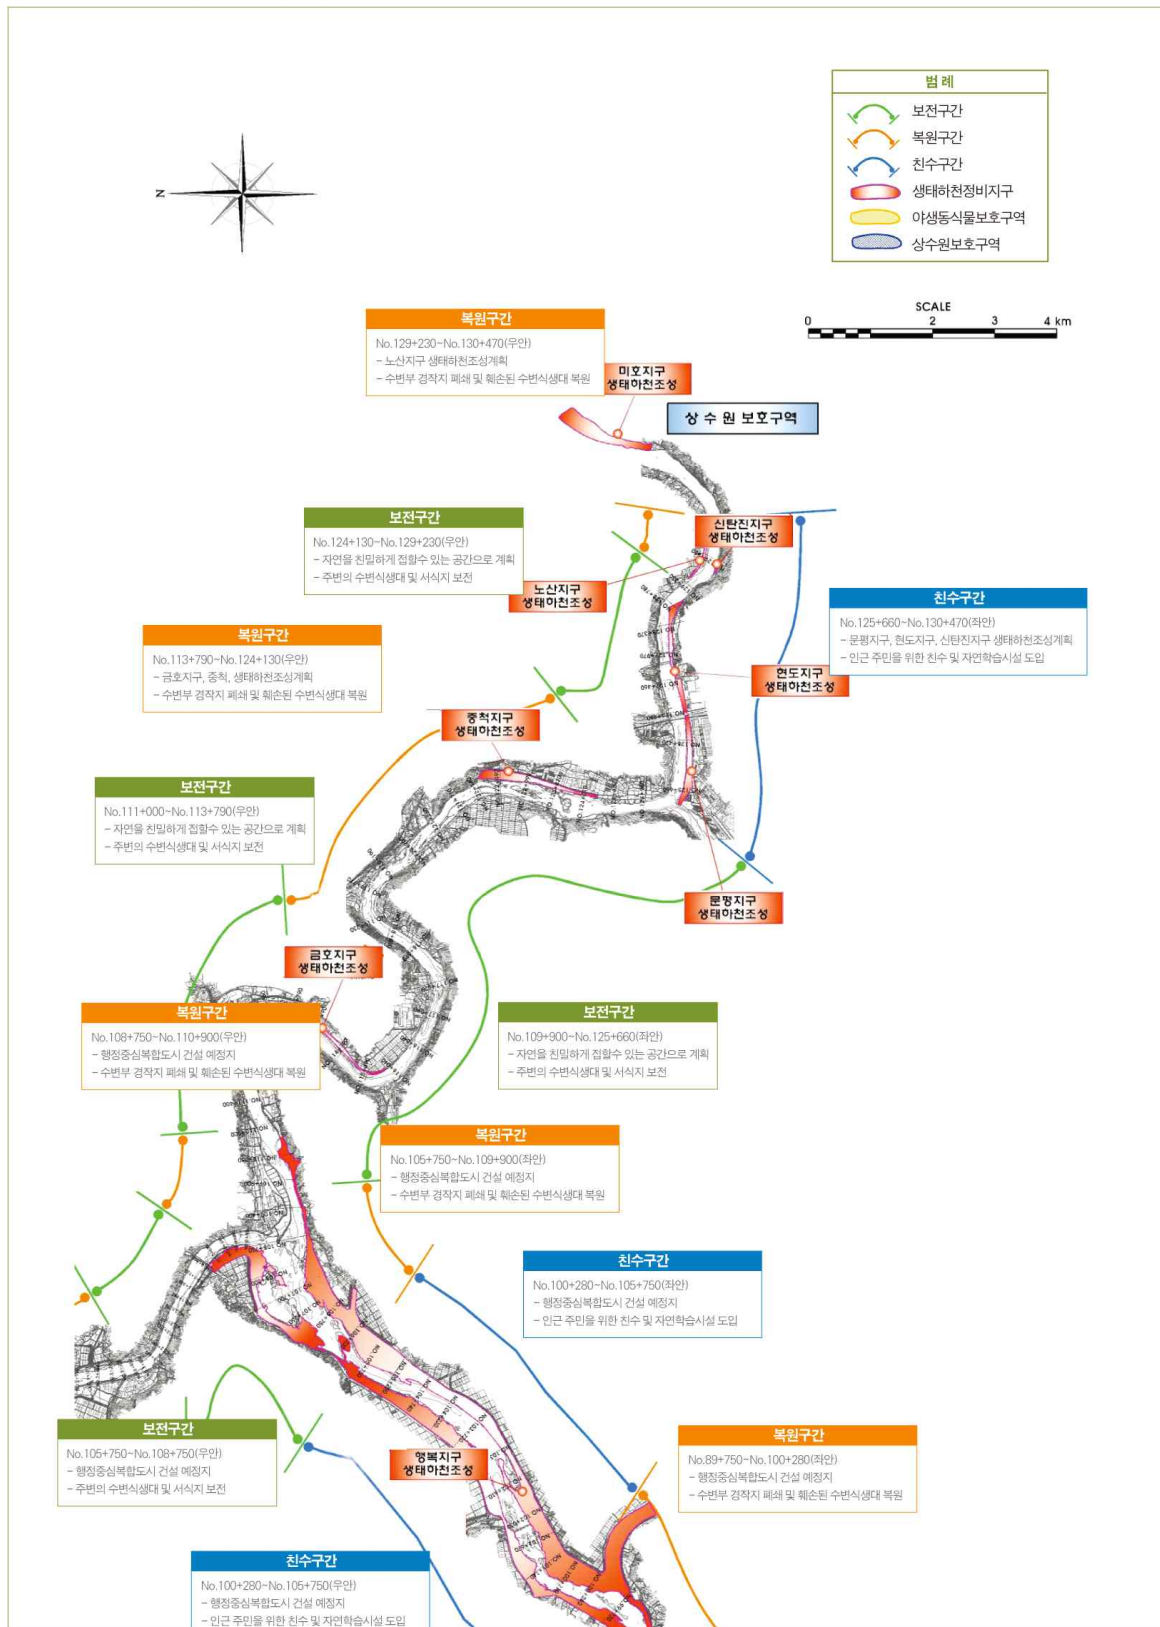 범 례
보전구간
복원구간
친수구간
생태하천정비지구
야생동식물보호구역
상수원보호구역
N
SCALE
0 2 3 4 km
복원구간
No.129+230~No.130+470(우안)
- 노산지구 생태하천조성계획
- 수변부 경작지 폐쇄 및 훼손된 수변식생대 복원
미호지구
생태하천조성
상 수 원 보호구역
보전구간
No.124+130~No.129+230(우안)
- 자연을 친밀하게 접할수 있는 공간으로 계획
- 주변의 수변식생대 및 서식지 보전
신탄진지구
생태하천조성
노산지구
생태하천조성
친수구간
No.125+660~No.130+470(좌안)
- 문평지구, 현도지구, 신탄진지구 생태하천조성계획
- 인근 주민을 위한 친수 및 자연학습시설 도입
복원구간
No.113+790~No.124+130(우안)
- 금호지구, 중척, 생태하천조성계획
- 수변부 경작지 폐쇄 및 훼손된 수변식생대 복원
현도지구
생태하천조성
중척지구
생태하천조성
보전구간
No.111+000~No.113+790(우안)
- 자연을 친밀하게 접할수 있는 공간으로 계획
- 주변의 수변식생대 및 서식지 보전
문평지구
생태하천조성
금호지구
생태하천조성
복원구간
No.108+750~No.110+900(우안)
- 행정중심복합도시 건설 예정지
- 수변부 경작지 폐쇄 및 훼손된 수변식생대 복원
보전구간
No.109+900~No.125+660(좌안)
- 자연을 친밀하게 접할수 있는 공간으로 계획
- 주변의 수변식생대 및 서식지 보전
복원구간
No.105+750~No.109+900(좌안)
- 행정중심복합도시 건설 예정지
- 수변부 경작지 폐쇄 및 훼손된 수변식생대 복원
친수구간
No.100+280~No.105+750(좌안)
- 행정중심복합도시 건설 예정지
- 인근 주민을 위한 친수 및 자연학습시설 도입
보전구간
No.105+750~No.108+750(우안)
- 행정중심복합도시 건설 예정지
- 주변의 수변식생대 및 서식지 보전
행복지구
생태하천조성
복원구간
No.89+750~No.100+280(좌안)
- 행정중심복합도시 건설 예정지
- 수변부 경작지 폐쇄 및 훼손된 수변식생대 복원
친수구간
No.100+280~No.105+750(우안)
- 행정중심복합도시 건설 예정지
- 인근 주민을 위한 친수 및 자연학습시설 도입